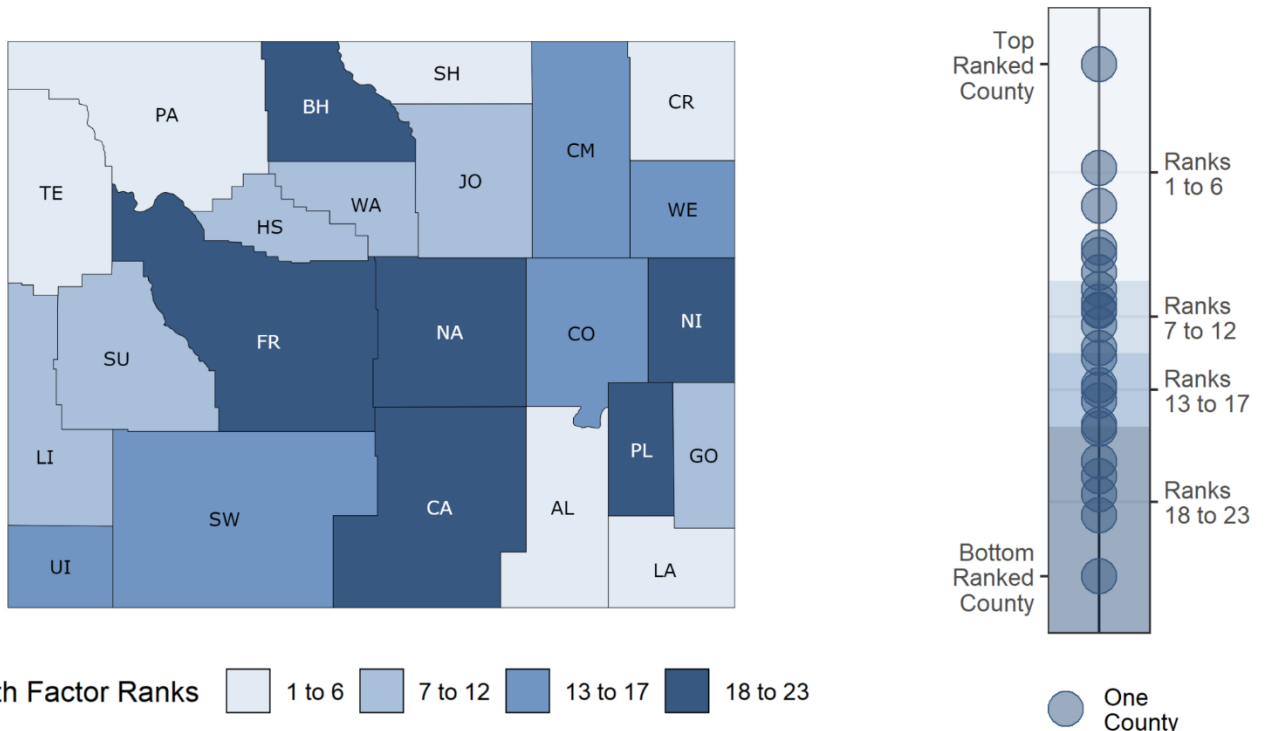 SH
PA
BH
CR
CM
TE
JO
WA
WE
HS
NI
NA
CO
FR
SU
PL
GO
LI
CA
AL
SW
UI
LA
Factor Ranks
1 to 6
7 to 12
13 to 17
18 to 23
Top
Ranked
County
Ranks
1 to 6
Ranks
7 to 12
Ranks
13 to 17
Ranks
18 to 23
Bottom
Ranked
County
One
County